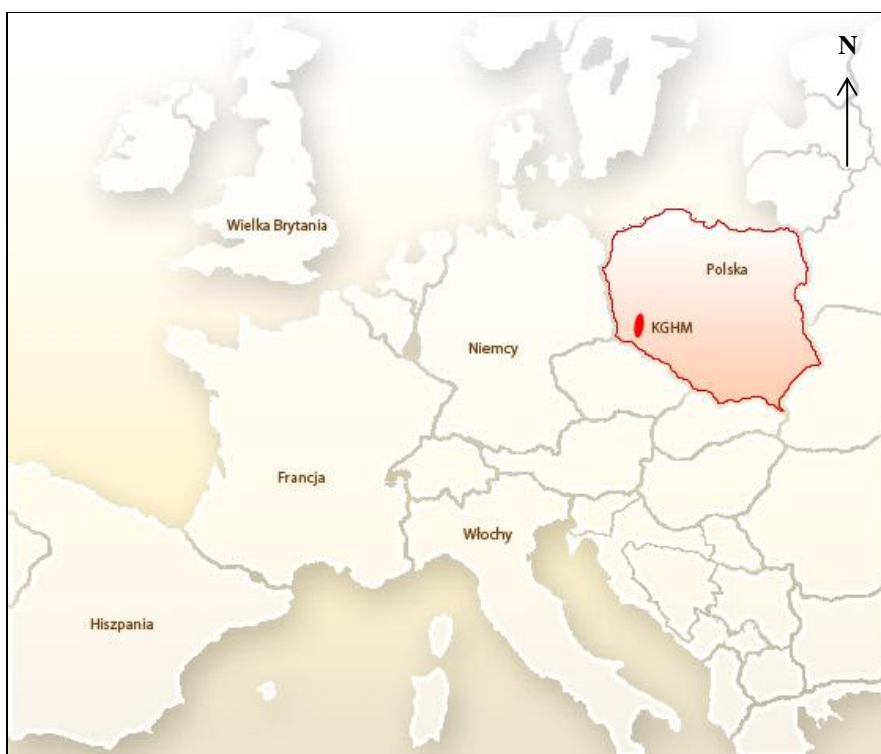 N
Wielka Brytania
Polska
KGHM
Niemcy
Francja
Włochy
Hiszpania